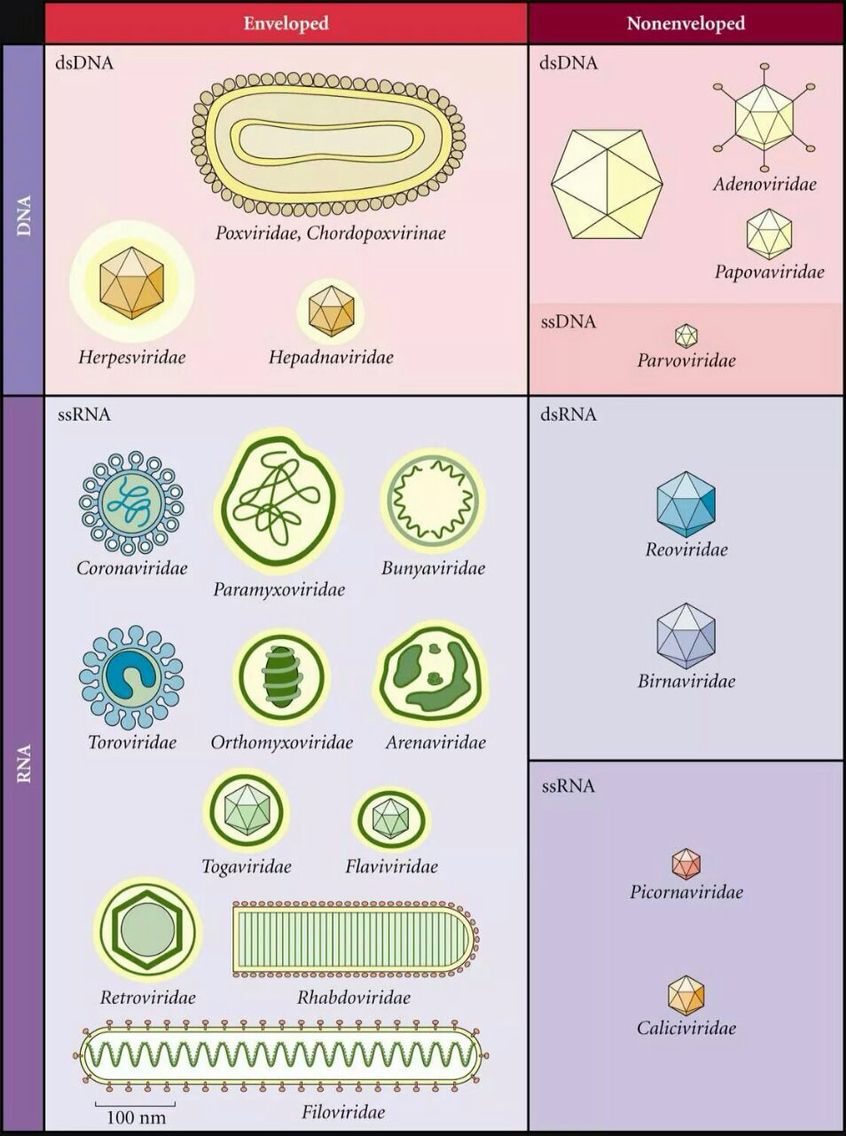 Enveloped
Nonenveloped
DNA
dsDNA
Poxviridae, Chordopoxvirinae
Herpesviridae
Hepadnaviridae
dsDNA
Adenoviridae
Papovaviridae
ssDNA
Parvoviridae
RNA
ssRNA
Coronaviridae
Paramyxoviridae
Bunyaviridae
Toroviridae
Orthomyxoviridae
Arenaviridae
Togaviridae
Flaviviridae
Retroviridae
Rhabdoviridae
Filoviridae
100 nm
dsRNA
Reoviridae
Birnaviridae
ssRNA
Picornaviridae
Caliciviridae